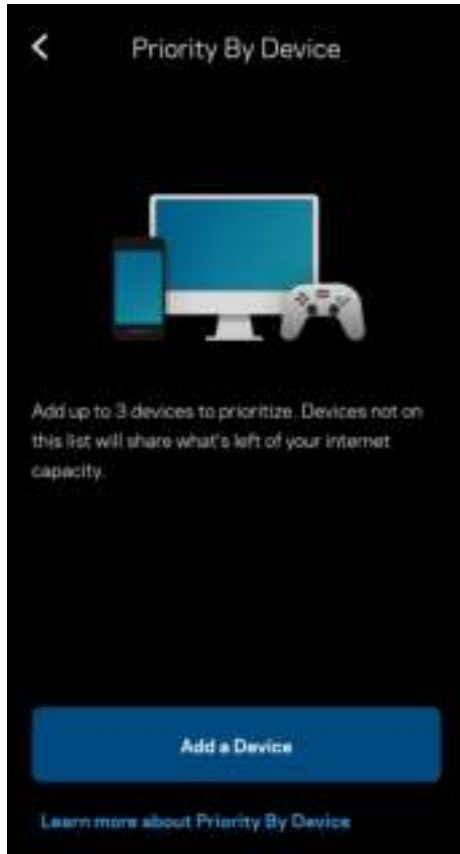 Priority By Device
Add up to 3 devices to prioritize. Devices not on
this list will share what's left of your internet
capacity.
Add a Device
Learn more about Priority By Device